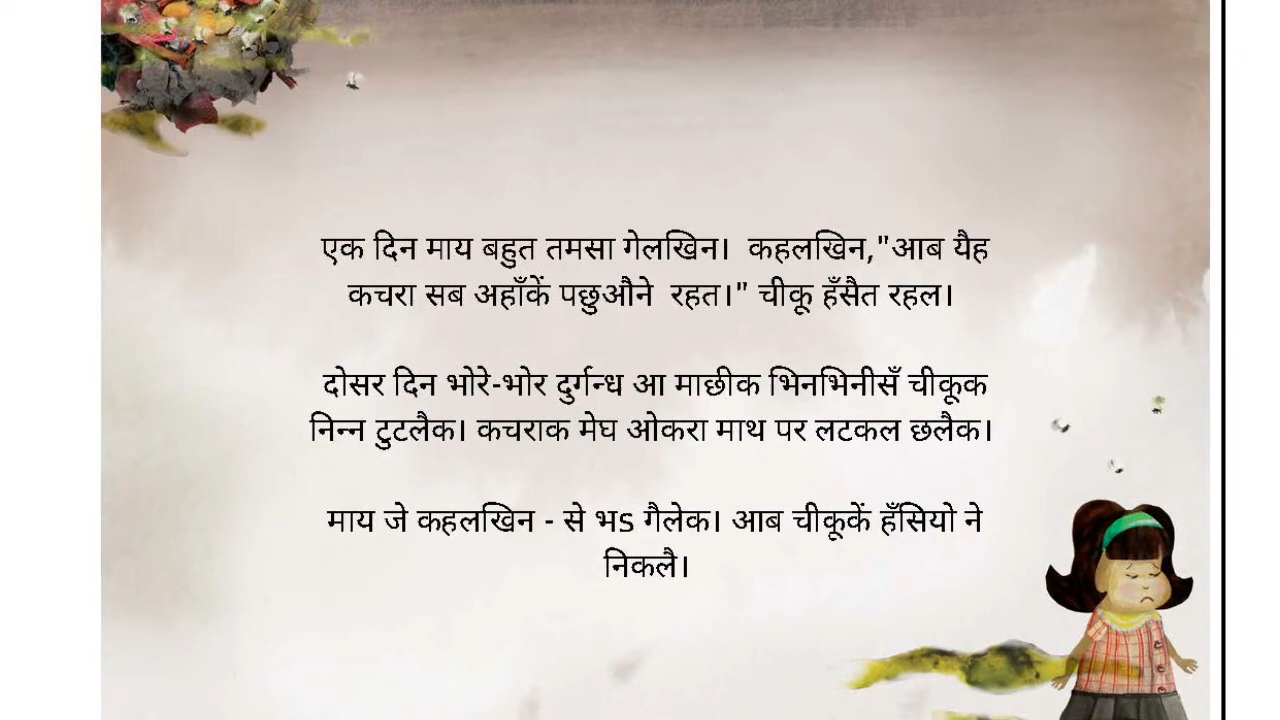 एक दिन माय बहुत तमसा गेलखिन।  कहलखिन,"आब यैह
कचरा सब अहाँकें पछुऔने  रहत।" चीकू हँसैत रहल।
दोसर दिन भोरे-भोर दुर्गन्ध आ माछीक भिनभिनीसँ चीकूक
निन्न टुटलैक। कचराक मेघ ओकरा माथ पर लटकल छलैक।
माय जे कहलखिन - से भs गैलेक। आब चीकूकें हँसियो ने
निकलै।